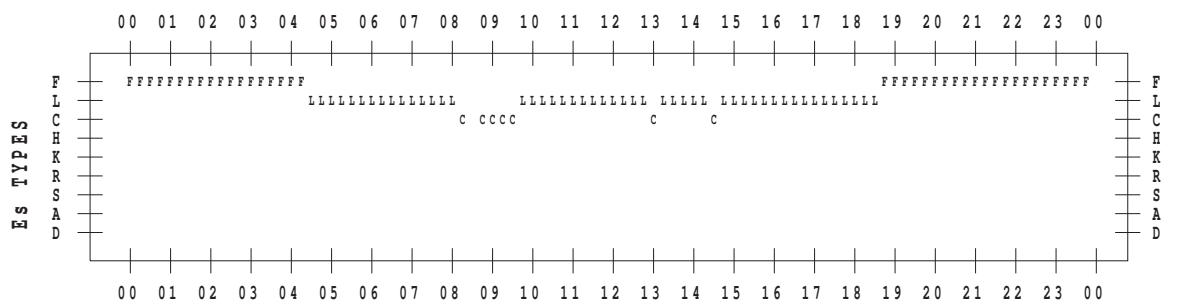 00 01 02 03 04 05 06 07 08 09 10 11 12 13 14 15 16 17 18 19 20 21 22 23 00
F FFFFFFFFFFFFFFFFFF FFFFFFFFFFFFFFFFFFFFF F
L LLLLLLLLLLLLLLL LLLLLLLLLLLLL LLLLL LLLLLLLLLLLLLLLL L
C C CCCC C C C
H H
K K
R R
S S
A A
D D
Es TYPES
00 01 02 03 04 05 06 07 08 09 10 11 12 13 14 15 16 17 18 19 20 21 22 23 00